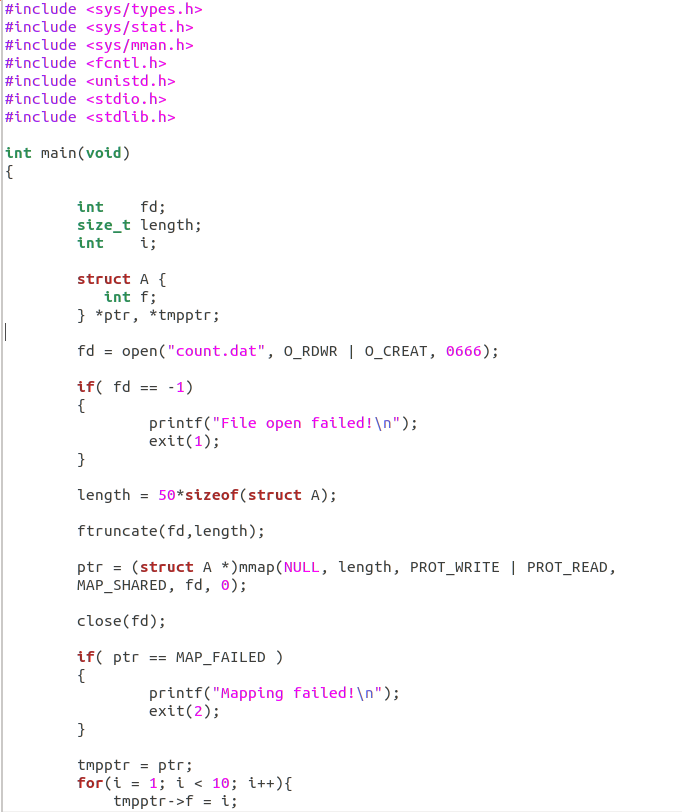 #include <sys/types.h>
#include <sys/stat.h>
#include <sys/mman.h>
#include <fcntl.h>
#include <unistd.h>
#include <stdio.h>
#include <stdlib.h>

int main(void)
{

        int    fd;
        size_t length;
        int    i;

        struct A {
           int f;
        } *ptr, *tmpptr;

        fd = open("count.dat", O_RDWR | O_CREAT, 0666);

        if( fd == -1)
        {
                printf("File open failed!\n");
                exit(1);
        }

        length = 50*sizeof(struct A);

        ftruncate(fd,length);

        ptr = (struct A *)mmap(NULL, length, PROT_WRITE | PROT_READ,
        MAP_SHARED, fd, 0);

        close(fd);

        if( ptr == MAP_FAILED )
        {
                printf("Mapping failed!\n");
                exit(2);
        }

        tmpptr = ptr;
        for(i = 1; i < 10; i++){
            tmpptr->f = i;